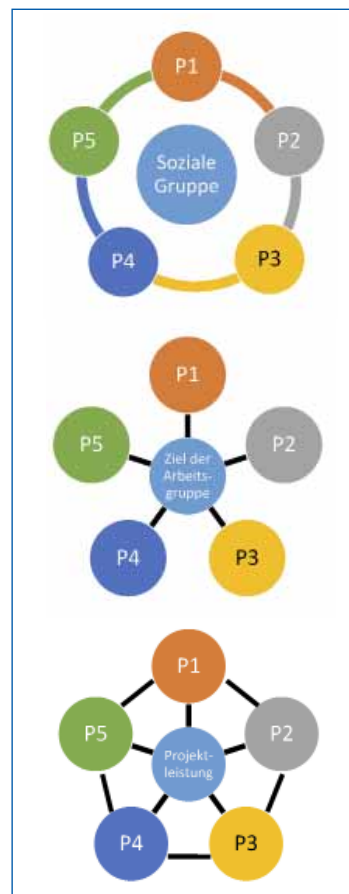 P1
P5
P2
Soziale
Gruppe
P4
P3
P1
P5
P2
Ziel der
Arbeits-
gruppe
P4
P3
P1
P5
P2
Projekt-
leistung
P4
P3